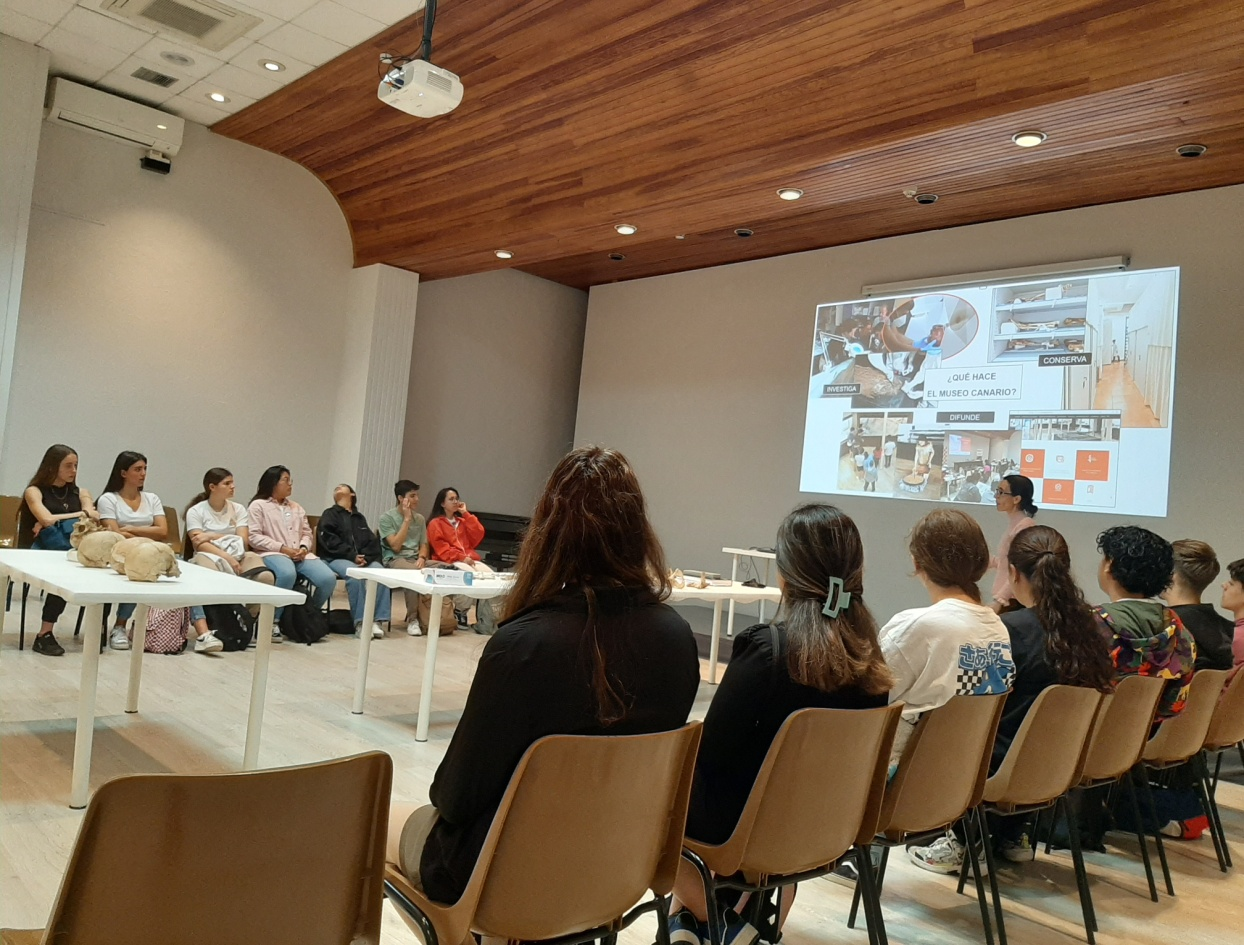 CONSERVA
INVESTIGA
¿QUÉ HACE
EL MUSEO CANARIO?
DIFUNDE